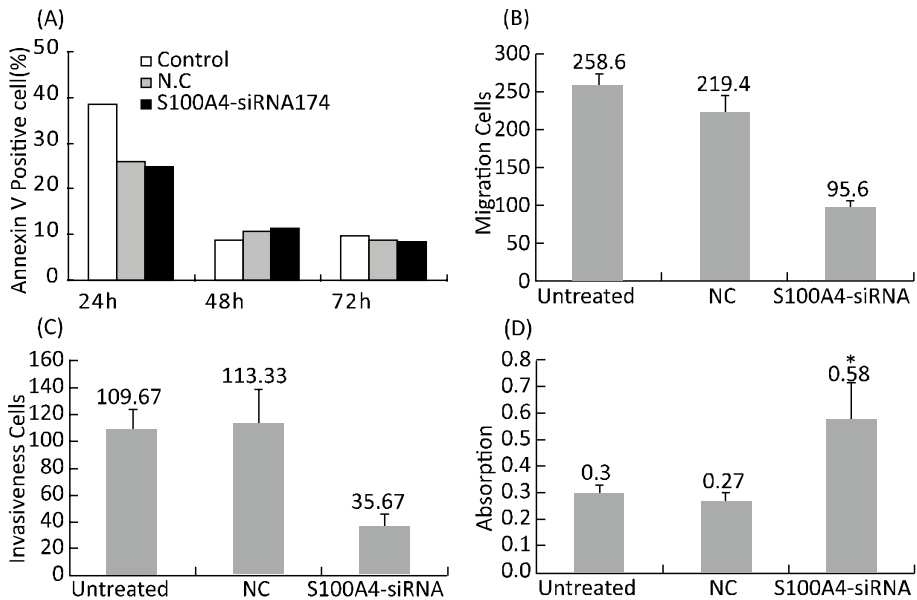 (A)
Annexin V Positive cell(%)
50
40
30
20
10
0
Control
N.C
S100A4-siRNA174
24h 48h 72h
(B)
Migration Cells
300
250
200
150
100
50
0
258.6
219.4
95.6
Untreated NC S100A4-siRNA
(C)
Invasiveness Cells
160
140
120
100
80
60
40
20
0
109.67
113.33
35.67
Untreated NC S100A4-siRNA
(D)
Absorption
0.8
0.7
0.6
0.5
0.4
0.3
0.2
0.1
0.0
0.3
0.27
*
0.58
Untreated NC S100A4-siRNA